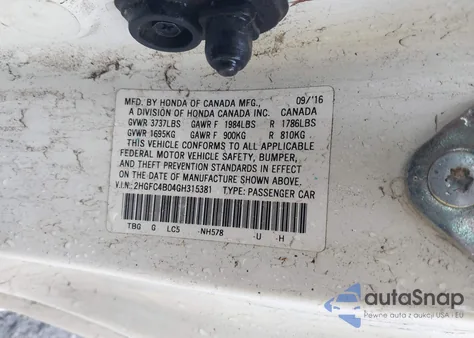 MFD. BY HONDA OF CANADA MFG., 09/'16
A DIVISION OF HONDA CANADA INC. CANADA
GVWR 3737LBS GAWR F 1984LBS R 1786LBS
GVWR 1695KG GAWR F 900KG R 810KG
THIS VEHICLE CONFORMS TO ALL APPLICABLE
FEDERAL MOTOR VEHICLE SAFETY, BUMPER,
AND THEFT PREVENTION STANDARDS IN EFFECT
ON THE DATE OF MANUFACTURE SHOWN ABOVE.
V.I.N.: 2HGFC4B04GH315381 TYPE: PASSENGER CAR
TBG G LC5 -NH578 -U -H
autoSnap
Pewne auta z aukcji USA i EU